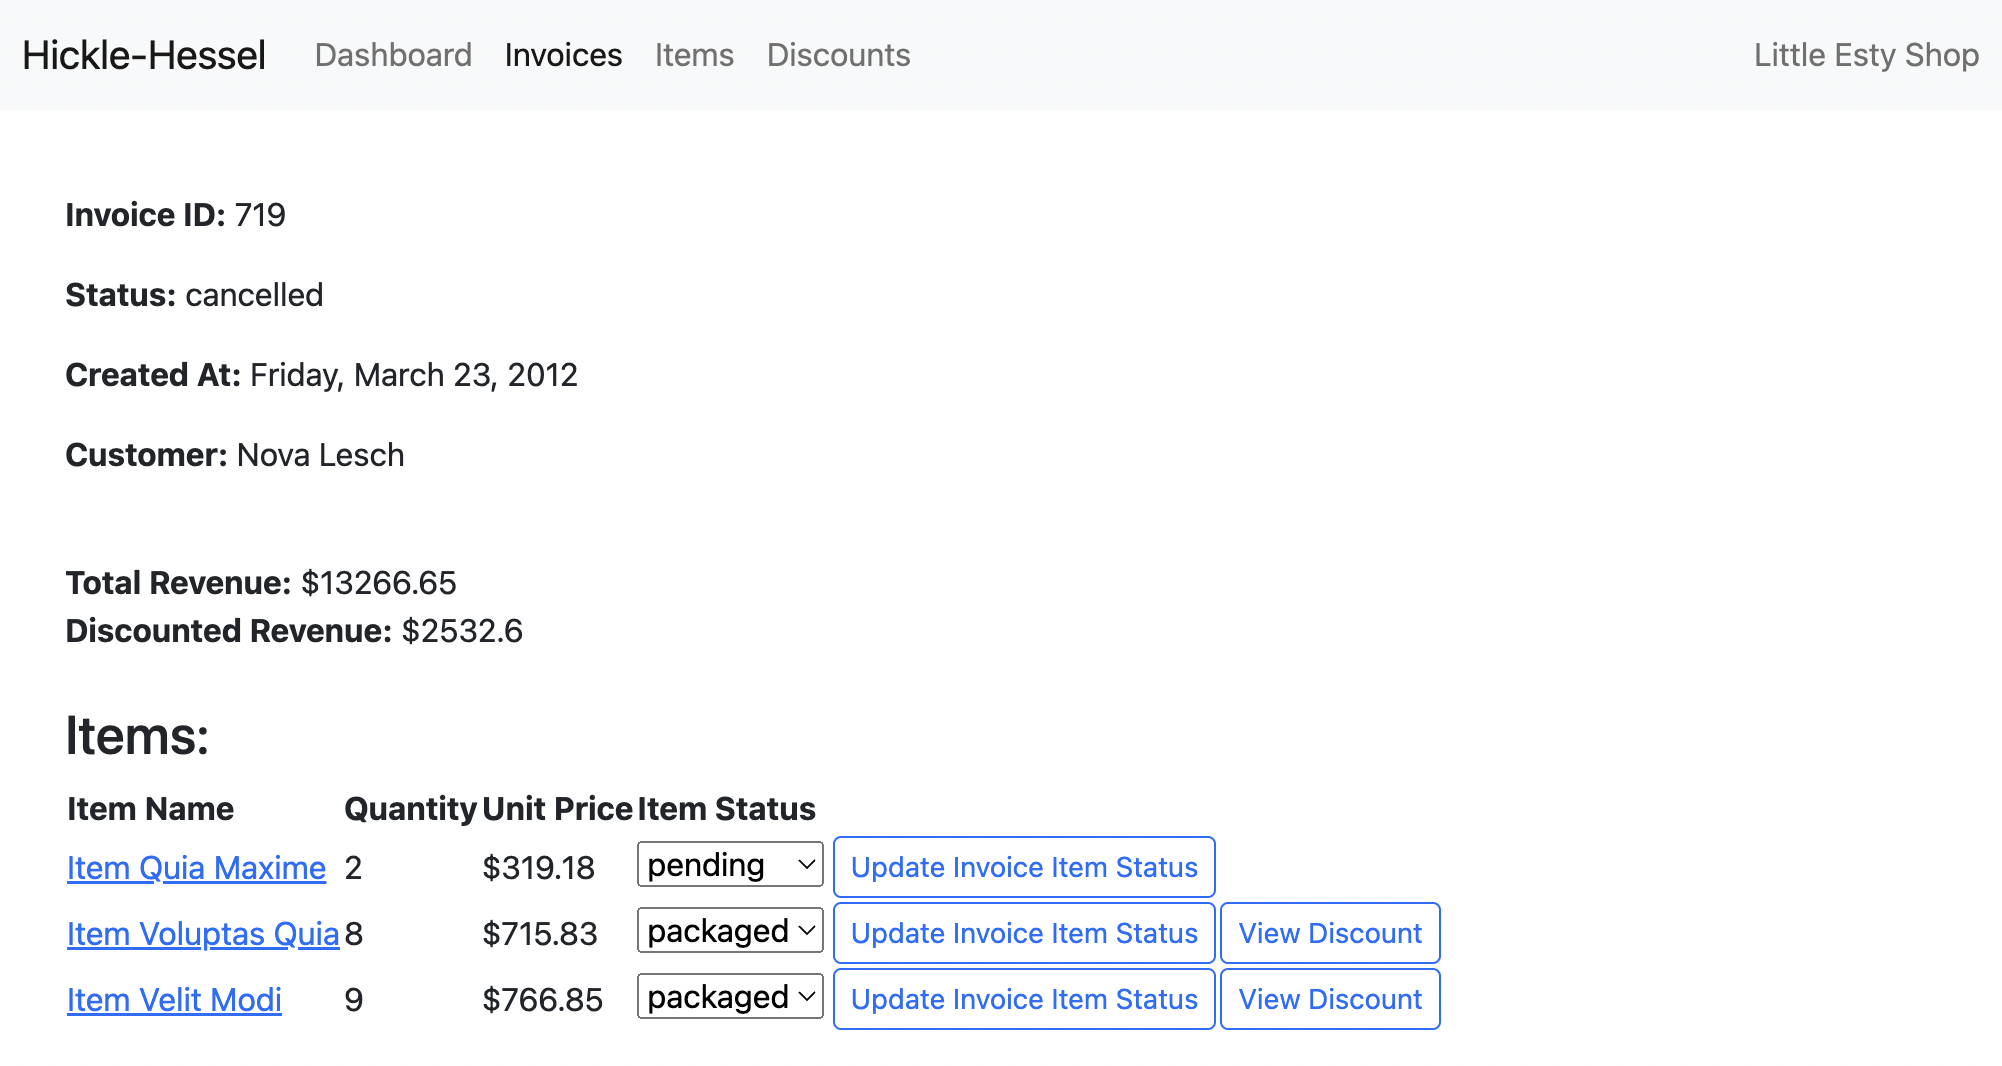 Hickle-Hessel Dashboard Invoices Items Discounts Little Esty Shop
Invoice ID: 719
Status: cancelled
Created At: Friday, March 23, 2012
Customer: Nova Lesch
Total Revenue: $13266.65
Discounted Revenue: $2532.6
Items:
Item Name Quantity Unit Price Item Status
Item Quia Maxime 2 $319.18 pending Update Invoice Item Status
Item Voluptas Quia 8 $715.83 packaged Update Invoice Item Status View Discount
Item Velit Modi 9 $766.85 packaged Update Invoice Item Status View Discount